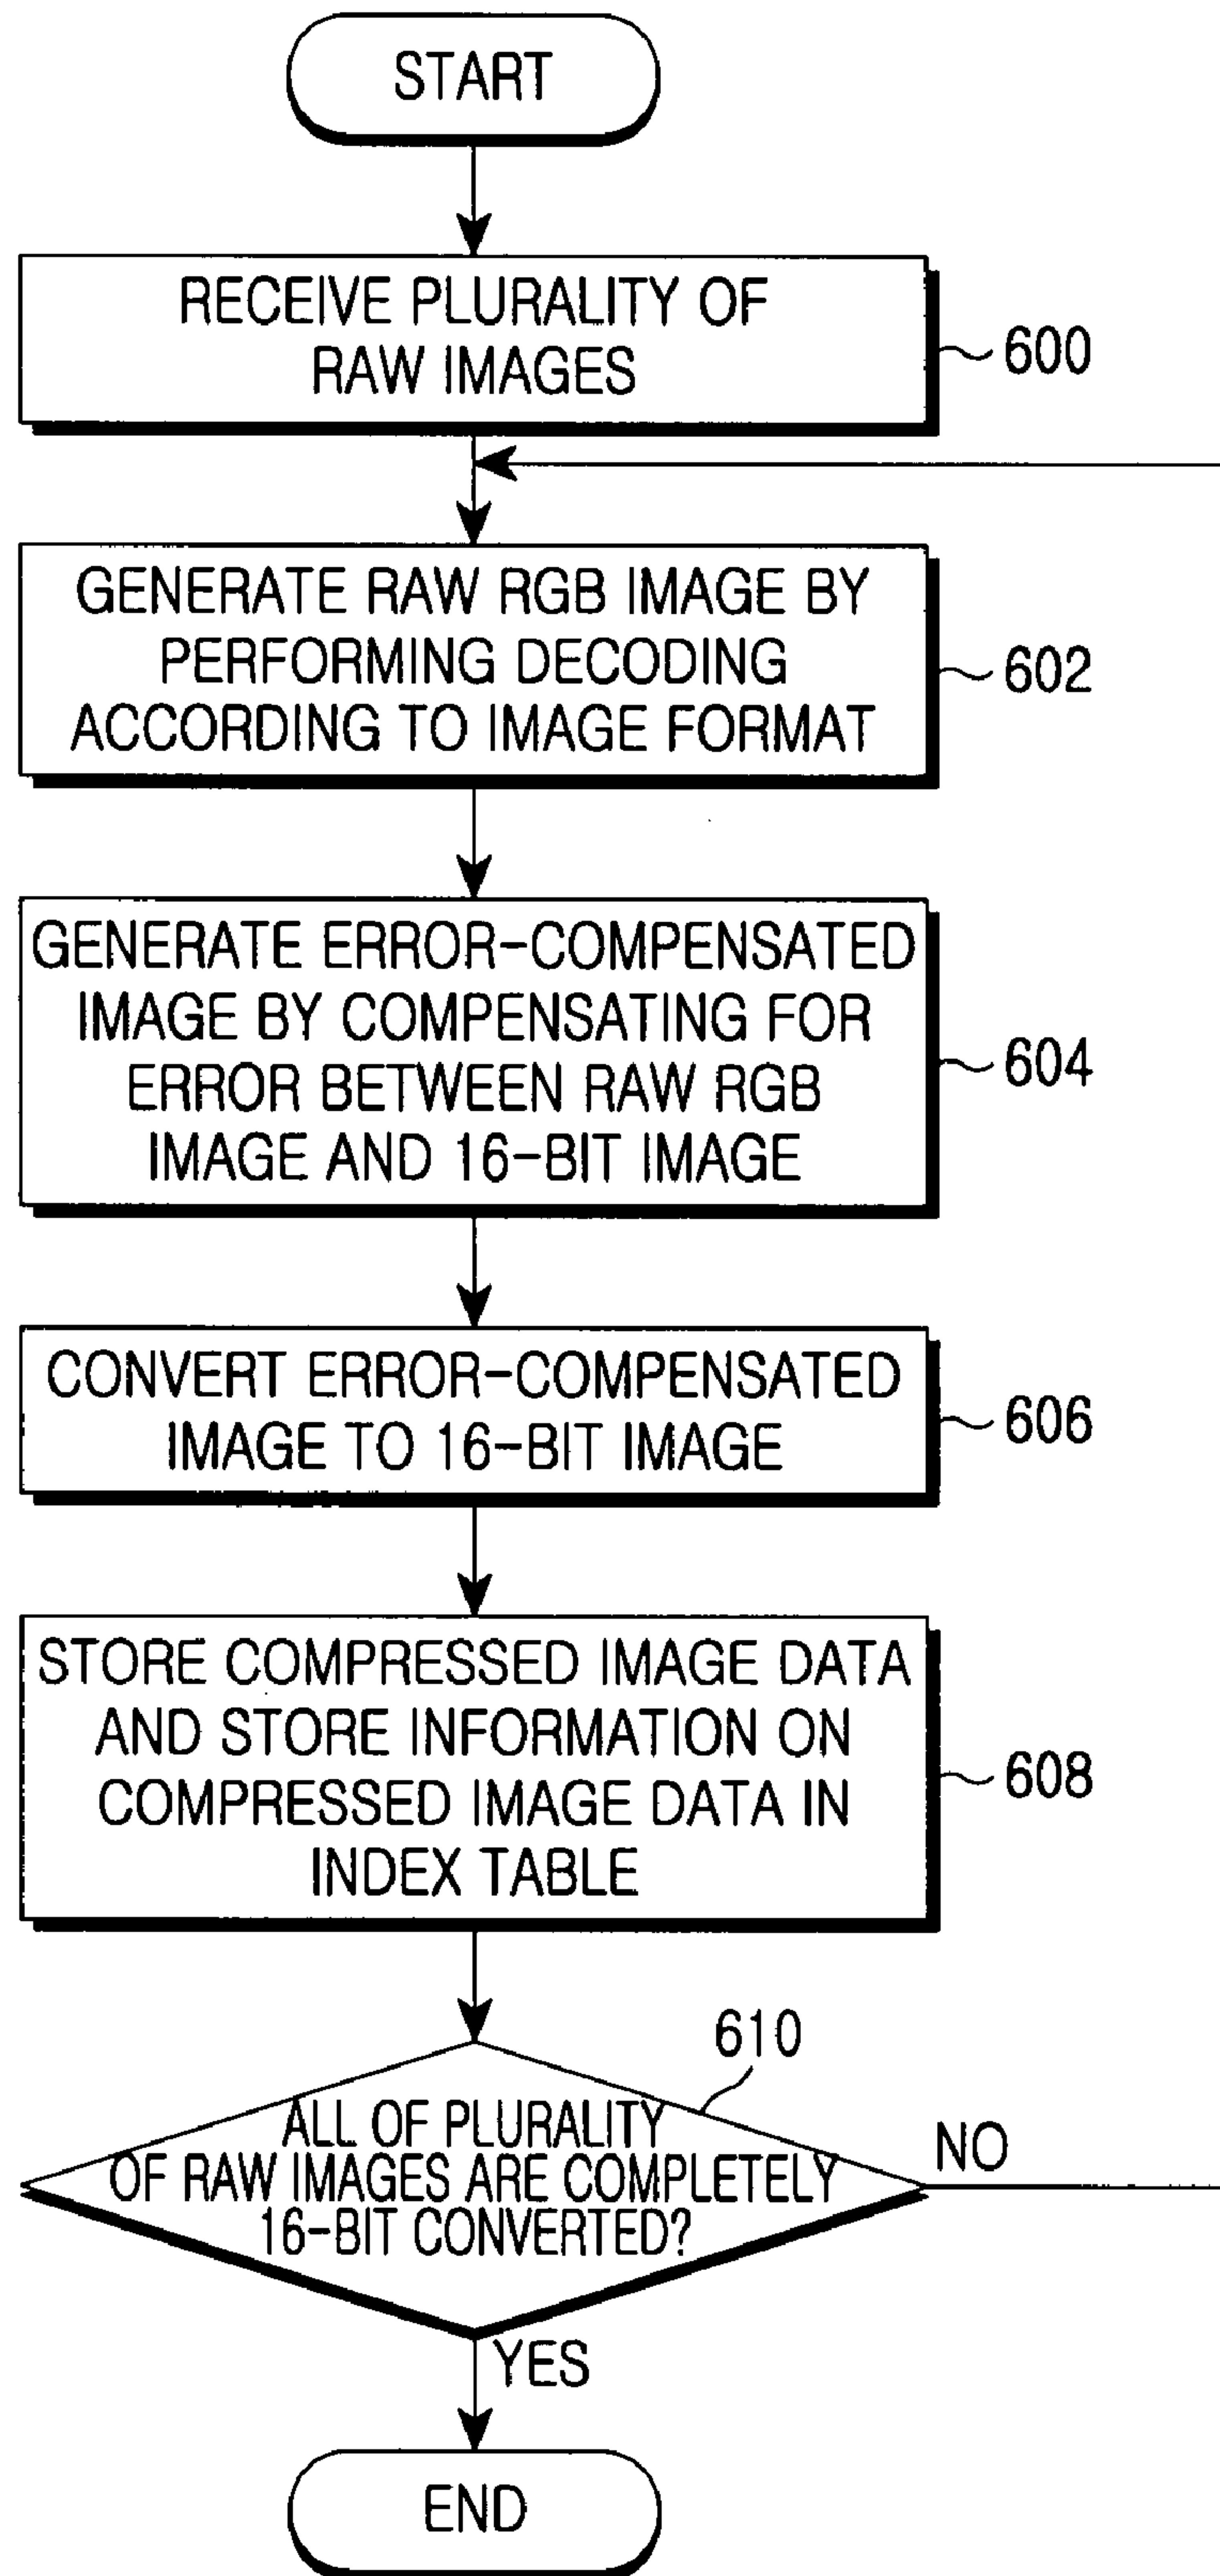 START
RECEIVE PLURALITY OF
RAW IMAGES
600
GENERATE RAW RGB IMAGE BY
PERFORMING DECODING
ACCORDING TO IMAGE FORMAT
602
GENERATE ERROR-COMPENSATED
IMAGE BY COMPENSATING FOR
ERROR BETWEEN RAW RGB
IMAGE AND 16-BIT IMAGE
604
CONVERT ERROR-COMPENSATED
IMAGE TO 16-BIT IMAGE
606
STORE COMPRESSED IMAGE DATA
AND STORE INFORMATION ON
COMPRESSED IMAGE DATA IN
INDEX TABLE
608
610
ALL OF PLURALITY
OF RAW IMAGES ARE COMPLETELY
16-BIT CONVERTED?
NO
YES
END